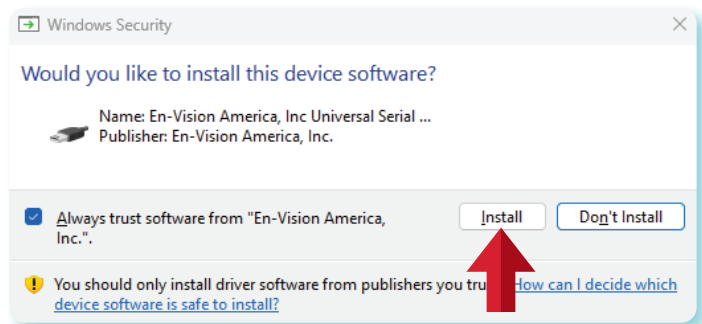 Windows Security
Would you like to install this device software?
Name: En-Vision America, Inc Universal Serial ...
Publisher: En-Vision America, Inc.
Always trust software from "En-Vision America,
Inc.".
Install
Don't Install
You should only install driver software from publishers you How can I decide which
device software is safe to install?